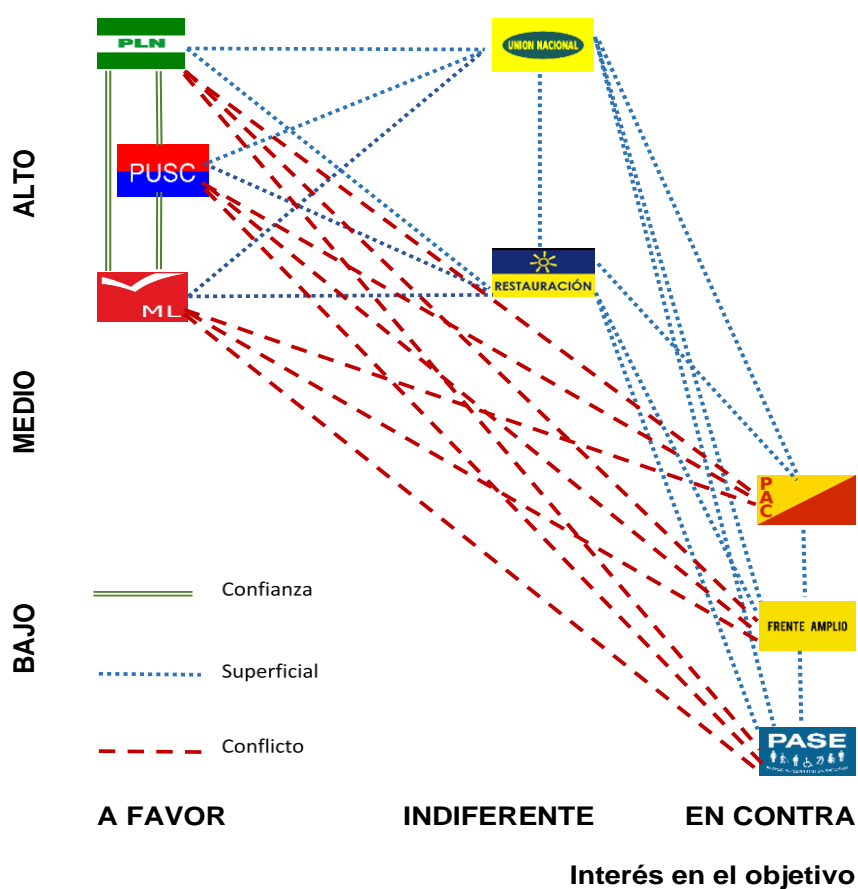 PLN
UNION NACIONAL
ALTO
PUSC
RESTAURACIÓN
ML
MEDIO
PAC
Confianza
BAJO
FRENTE AMPLIO
Superficial
Conflicto
PASE
A FAVOR
INDIFERENTE
EN CONTRA
Interés en el objetivo